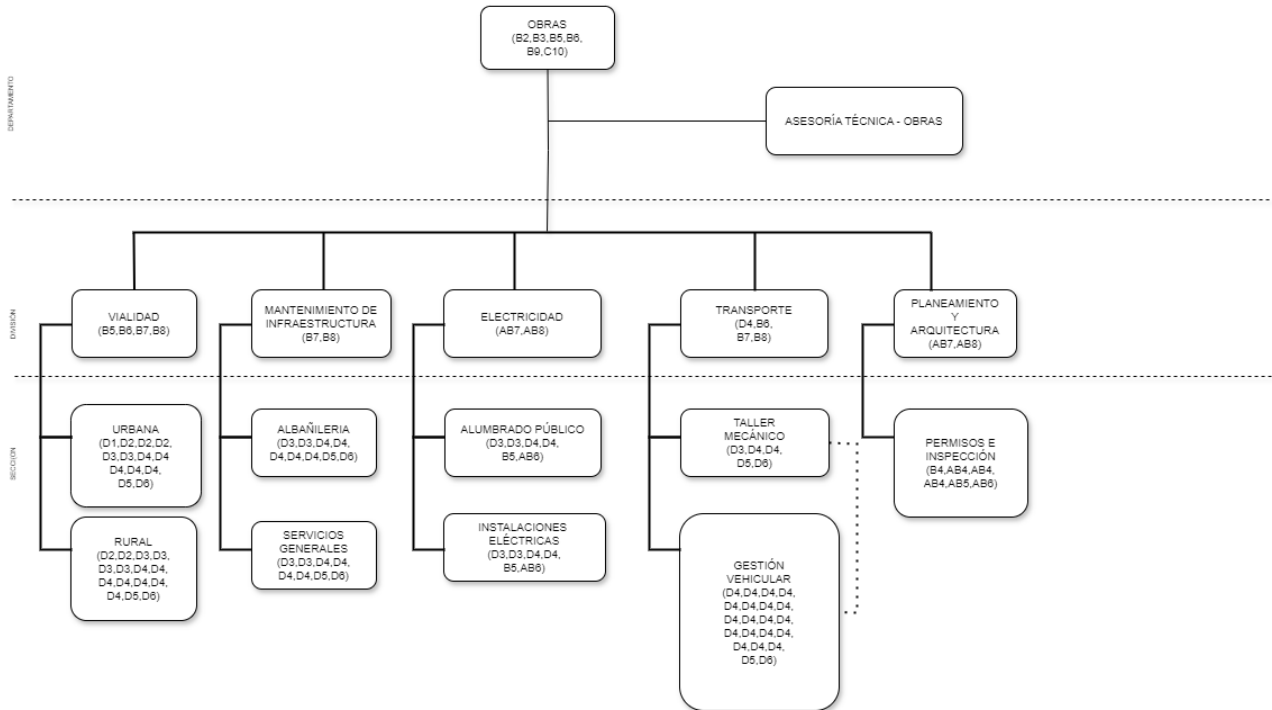 OBRAS
(B2,B3,B5,B6,
B9,C10)
DEPARTAMENTO
ASESORÍA TÉCNICA - OBRAS
DIVISIÓN
VIALIDAD
(B5,B6,B7,B8)
MANTENIMIENTO DE
INFRAESTRUCTURA
(B7,B8)
ELECTRICIDAD
(AB7,AB8)
TRANSPORTE
(D4,B6,
B7,B8)
PLANEAMIENTO
Y
ARQUITECTURA
(AB7,AB8)
SECCION
URBANA
(D1,D2,D2,D2,
D3,D3,D4,D4
D4,D4,D4,
D5,D6)
ALBAÑILERIA
(D3,D3,D4,D4,
D4,D4,D4,D5,D6)
ALUMBRADO PÚBLICO
(D3,D3,D4,D4,
B5,AB6)
TALLER
MECÁNICO
(D3,D4,D4,
D5,D6)
PERMISOS E
INSPECCIÓN
(B4,AB4,AB4,
AB4,AB5,AB6)
RURAL
(D2,D2,D3,D3,
D3,D3,D4,D4,
D4,D4,D4,D4,
D4,D5,D6)
SERVICIOS
GENERALES
(D3,D3,D4,D4,
D4,D4,D5,D6)
INSTALACIONES
ELÉCTRICAS
(D3,D3,D4,D4,
B5,AB6)
GESTIÓN
VEHICULAR
(D4,D4,D4,D4,
D4,D4,D4,D4,
D4,D4,D4,D4,
D4,D4,D4,D4,
D4,D4,D4,
D5,D6)